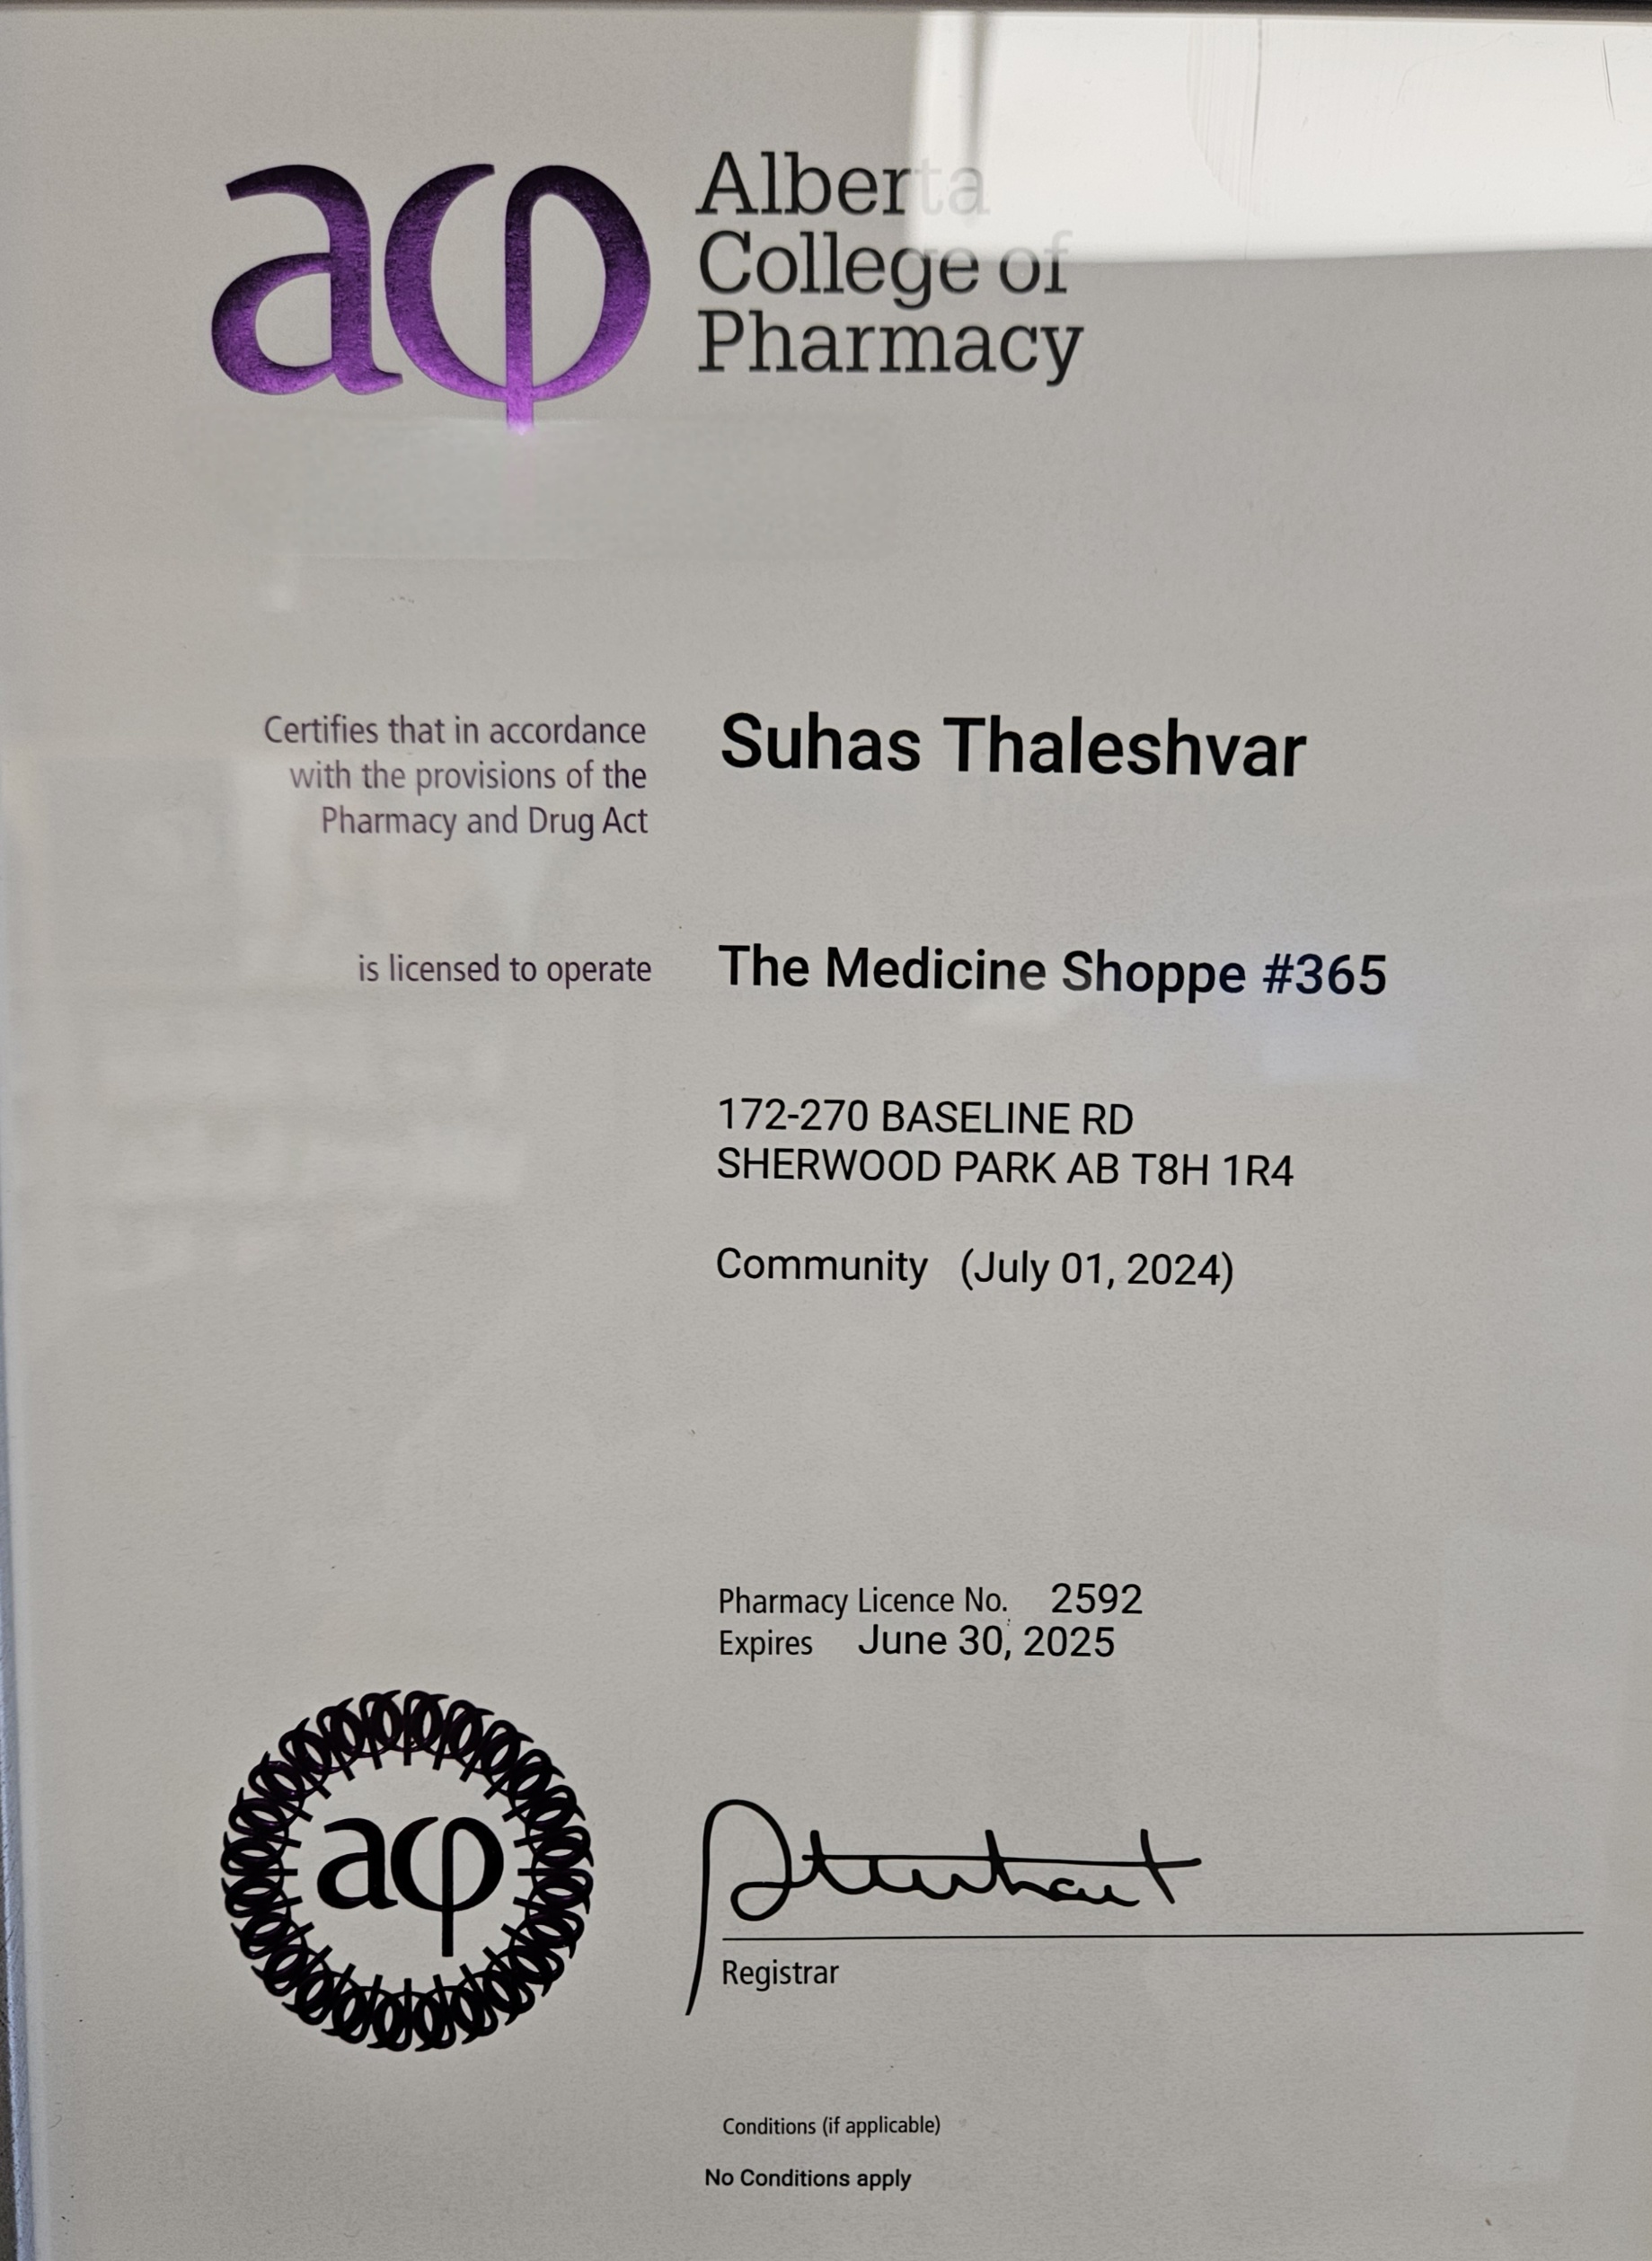 aφ
Alberta
College of
Pharmacy
Certifies that in accordance
with the provisions of the
Pharmacy and Drug Act
Suhas Thaleshvar
is licensed to operate
The Medicine Shoppe #365
172-270 BASELINE RD
SHERWOOD PARK AB T8H 1R4
Community (July 01, 2024)
Pharmacy Licence No. 2592
Expires June 30, 2025
aφ
Registrar
Conditions (if applicable)
No Conditions apply